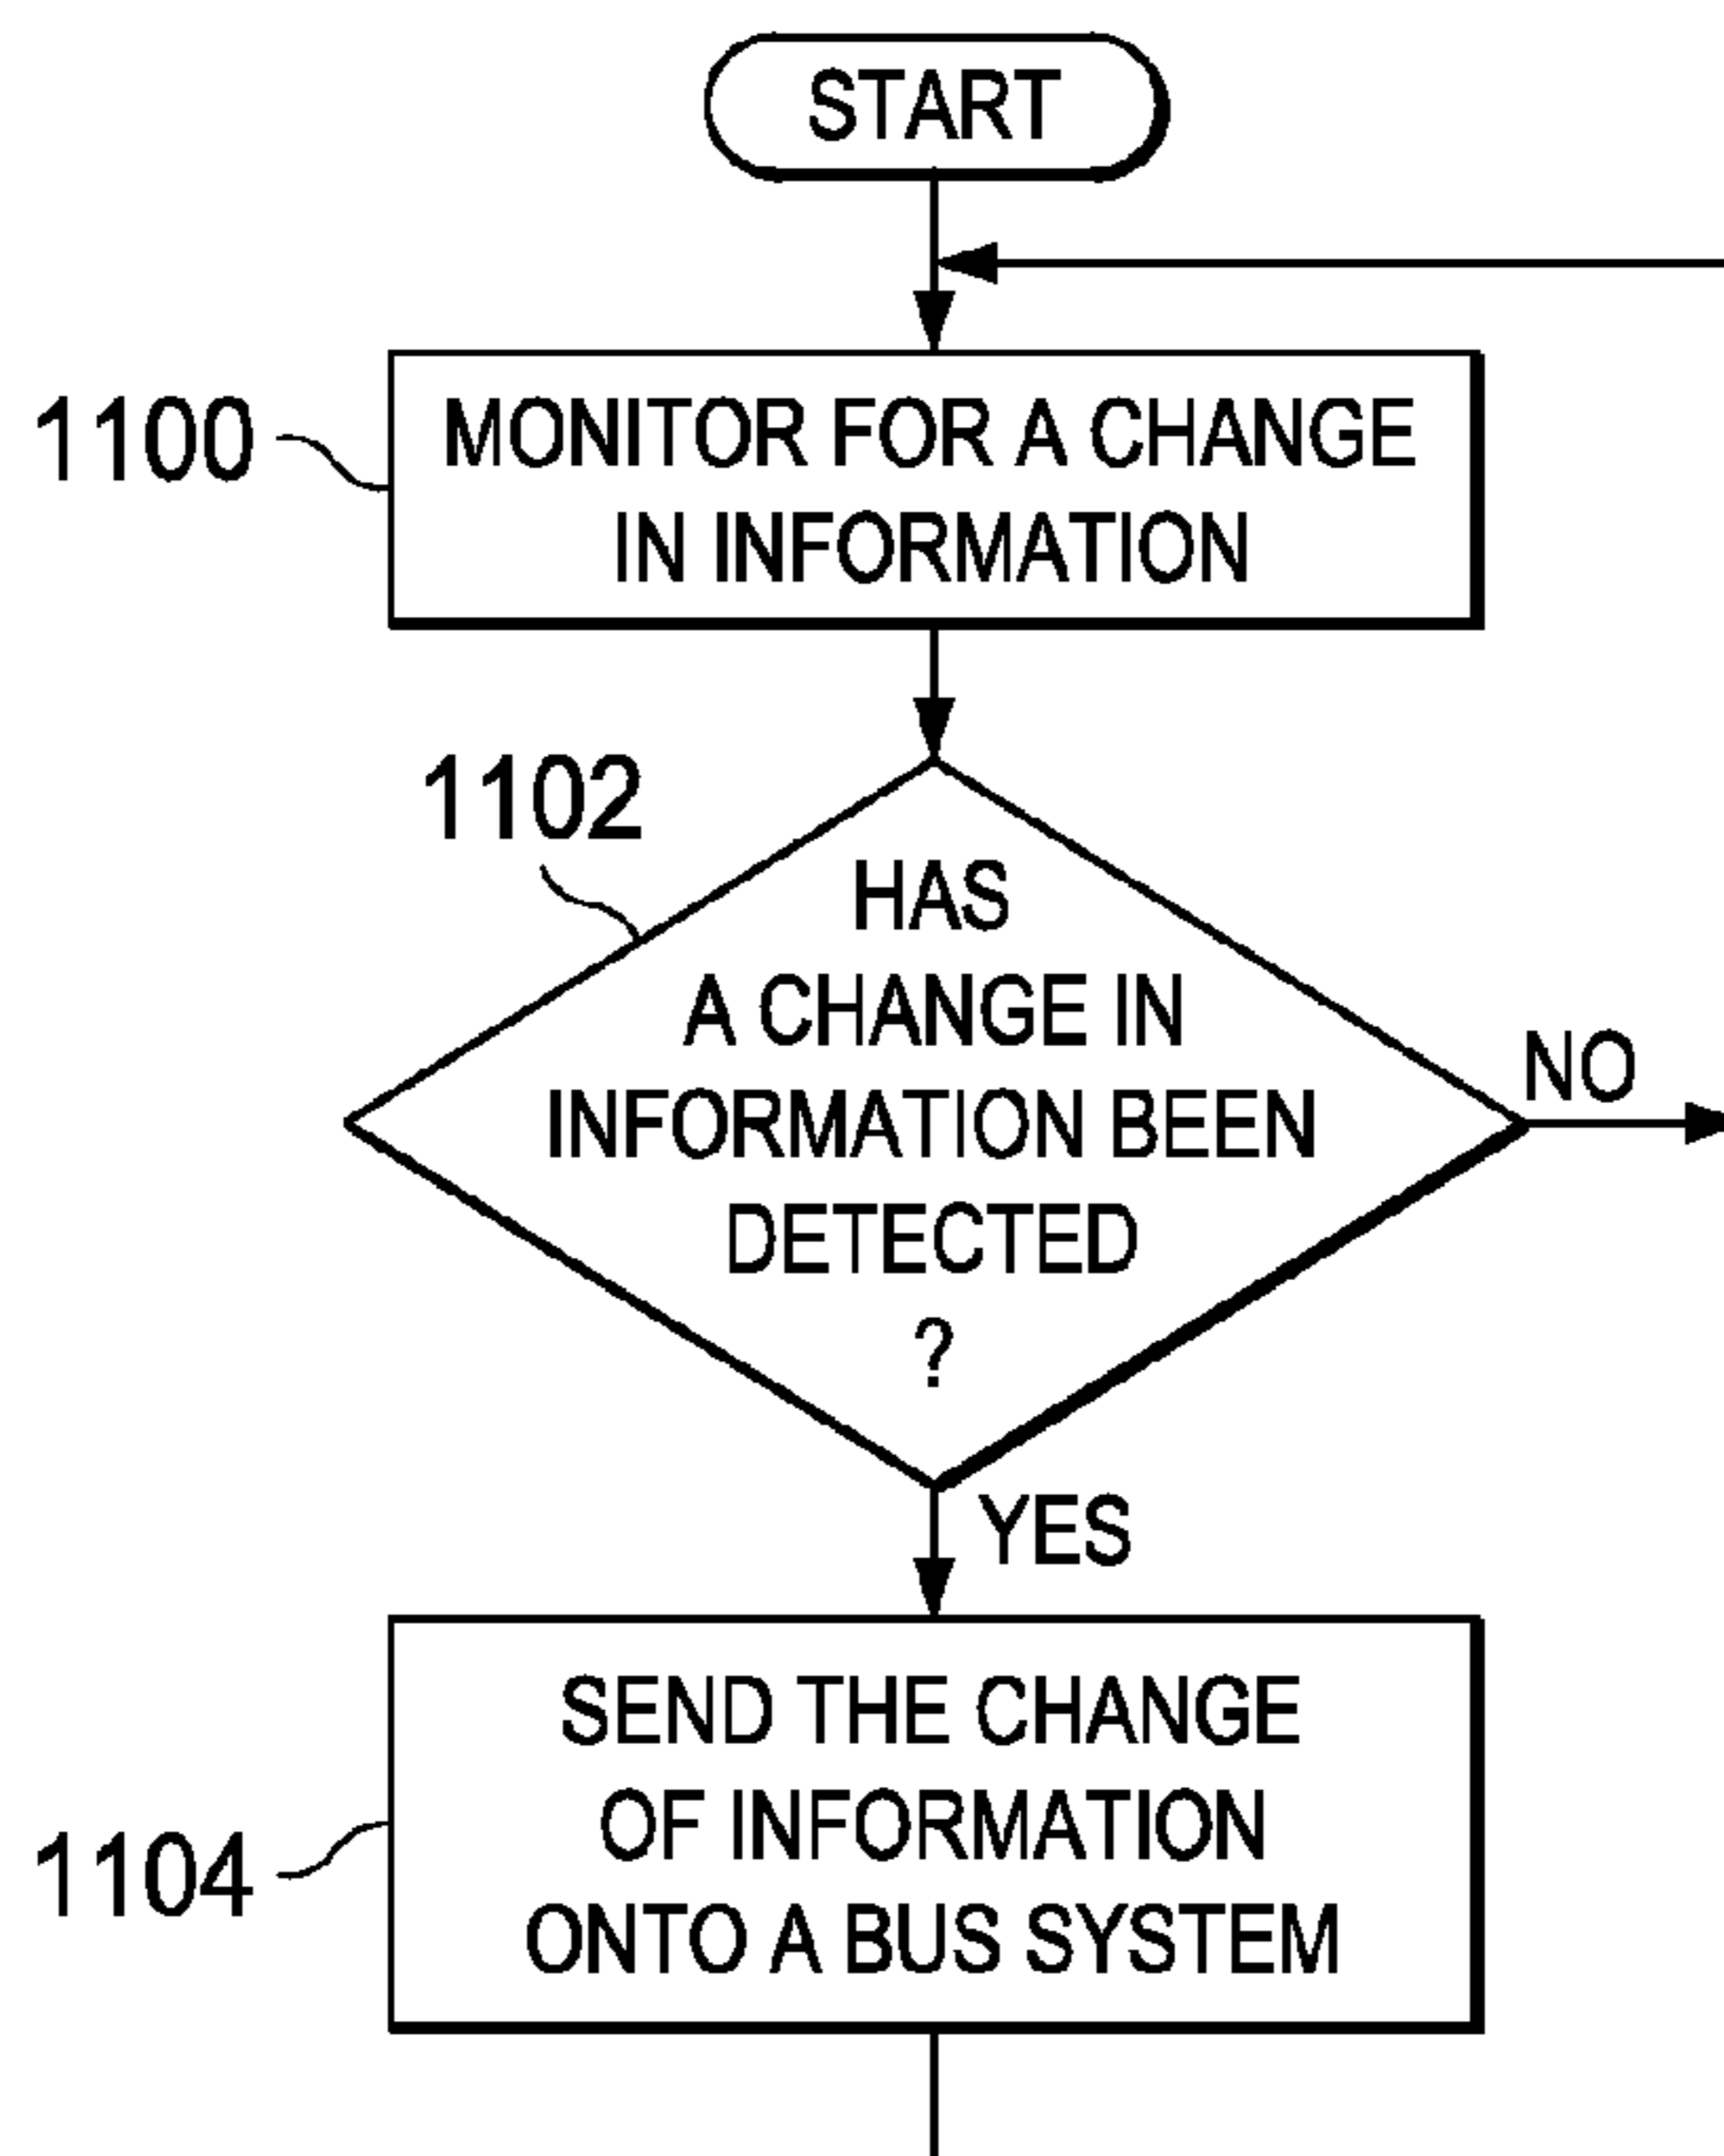 START
1100
MONITOR FOR A CHANGE
IN INFORMATION
1102
HAS
A CHANGE IN
INFORMATION BEEN
DETECTED
?
NO
YES
1104
SEND THE CHANGE
OF INFORMATION
ONTO A BUS SYSTEM